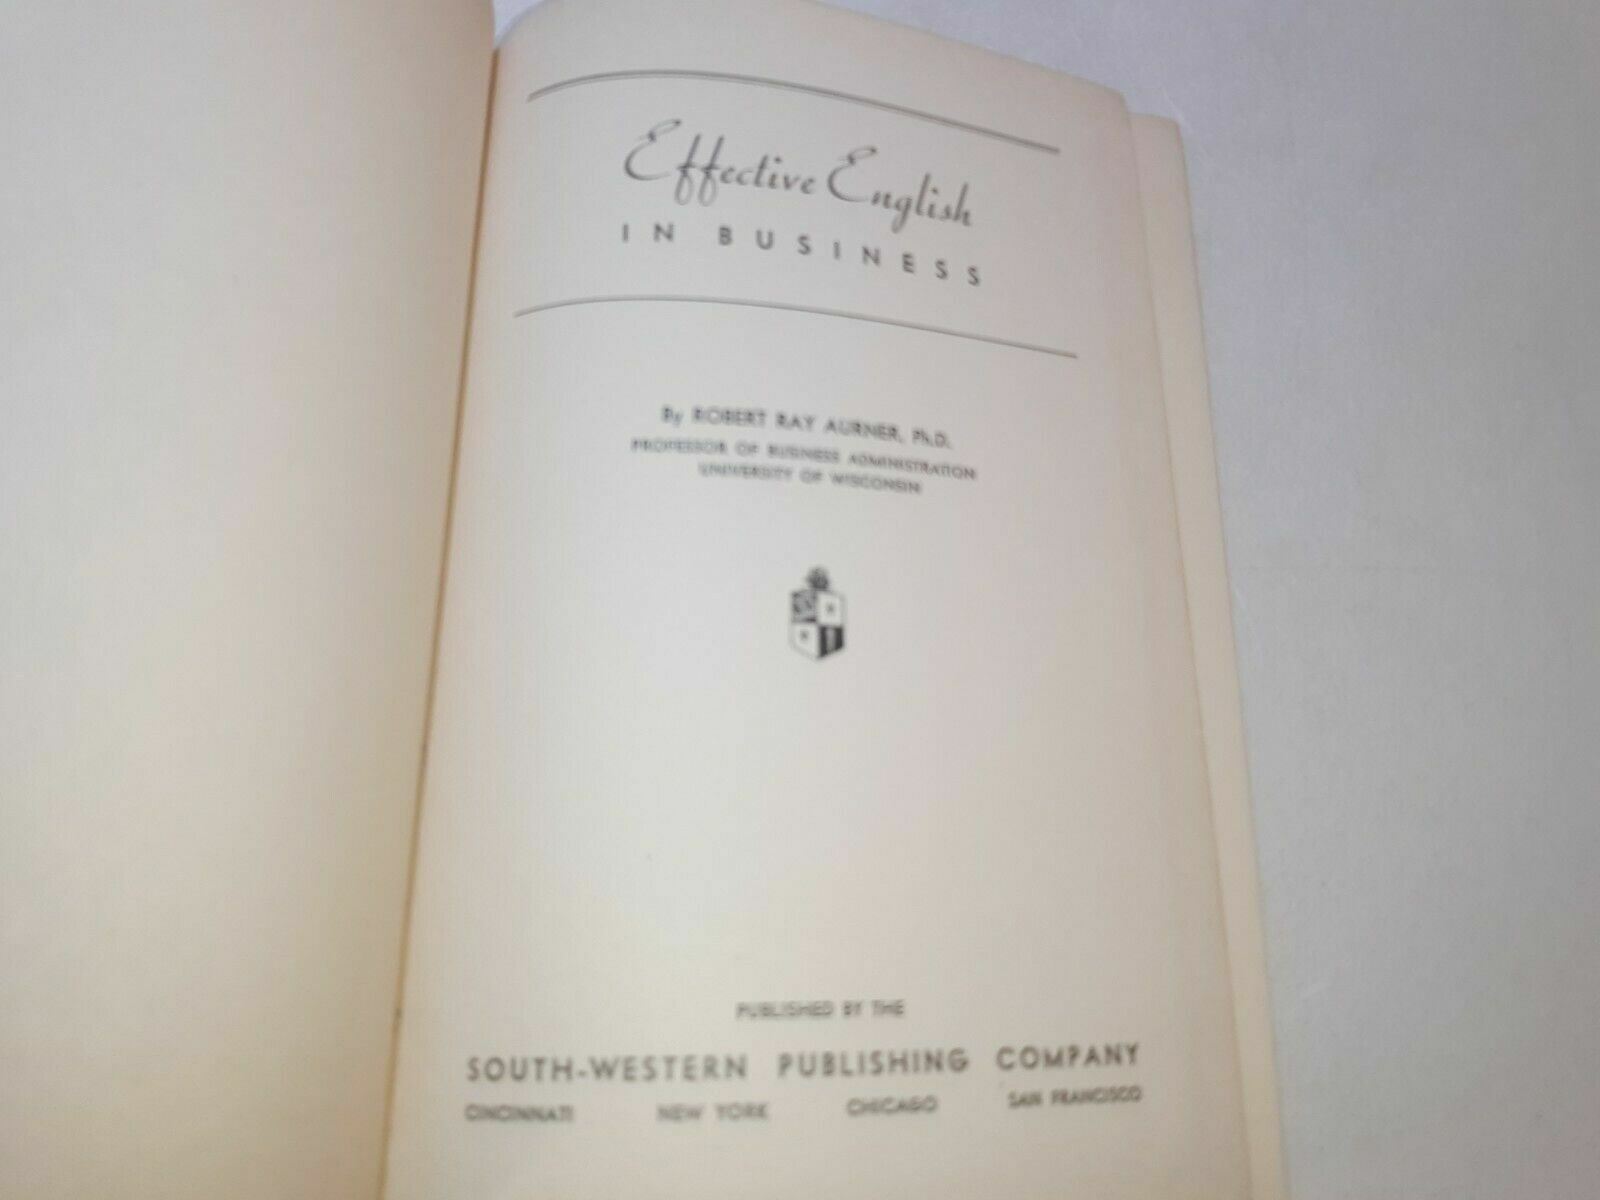 Effective English
IN BUSINESS
By ROBERT RAY AURNER, Ph.D.
PROFESSOR OF BUSINESS ADMINISTRATION
UNIVERSITY OF WISCONSIN
PUBLISHED BY THE
SOUTH-WESTERN PUBLISHING COMPANY
CINCINNATI NEW YORK CHICAGO SAN FRANCISCO